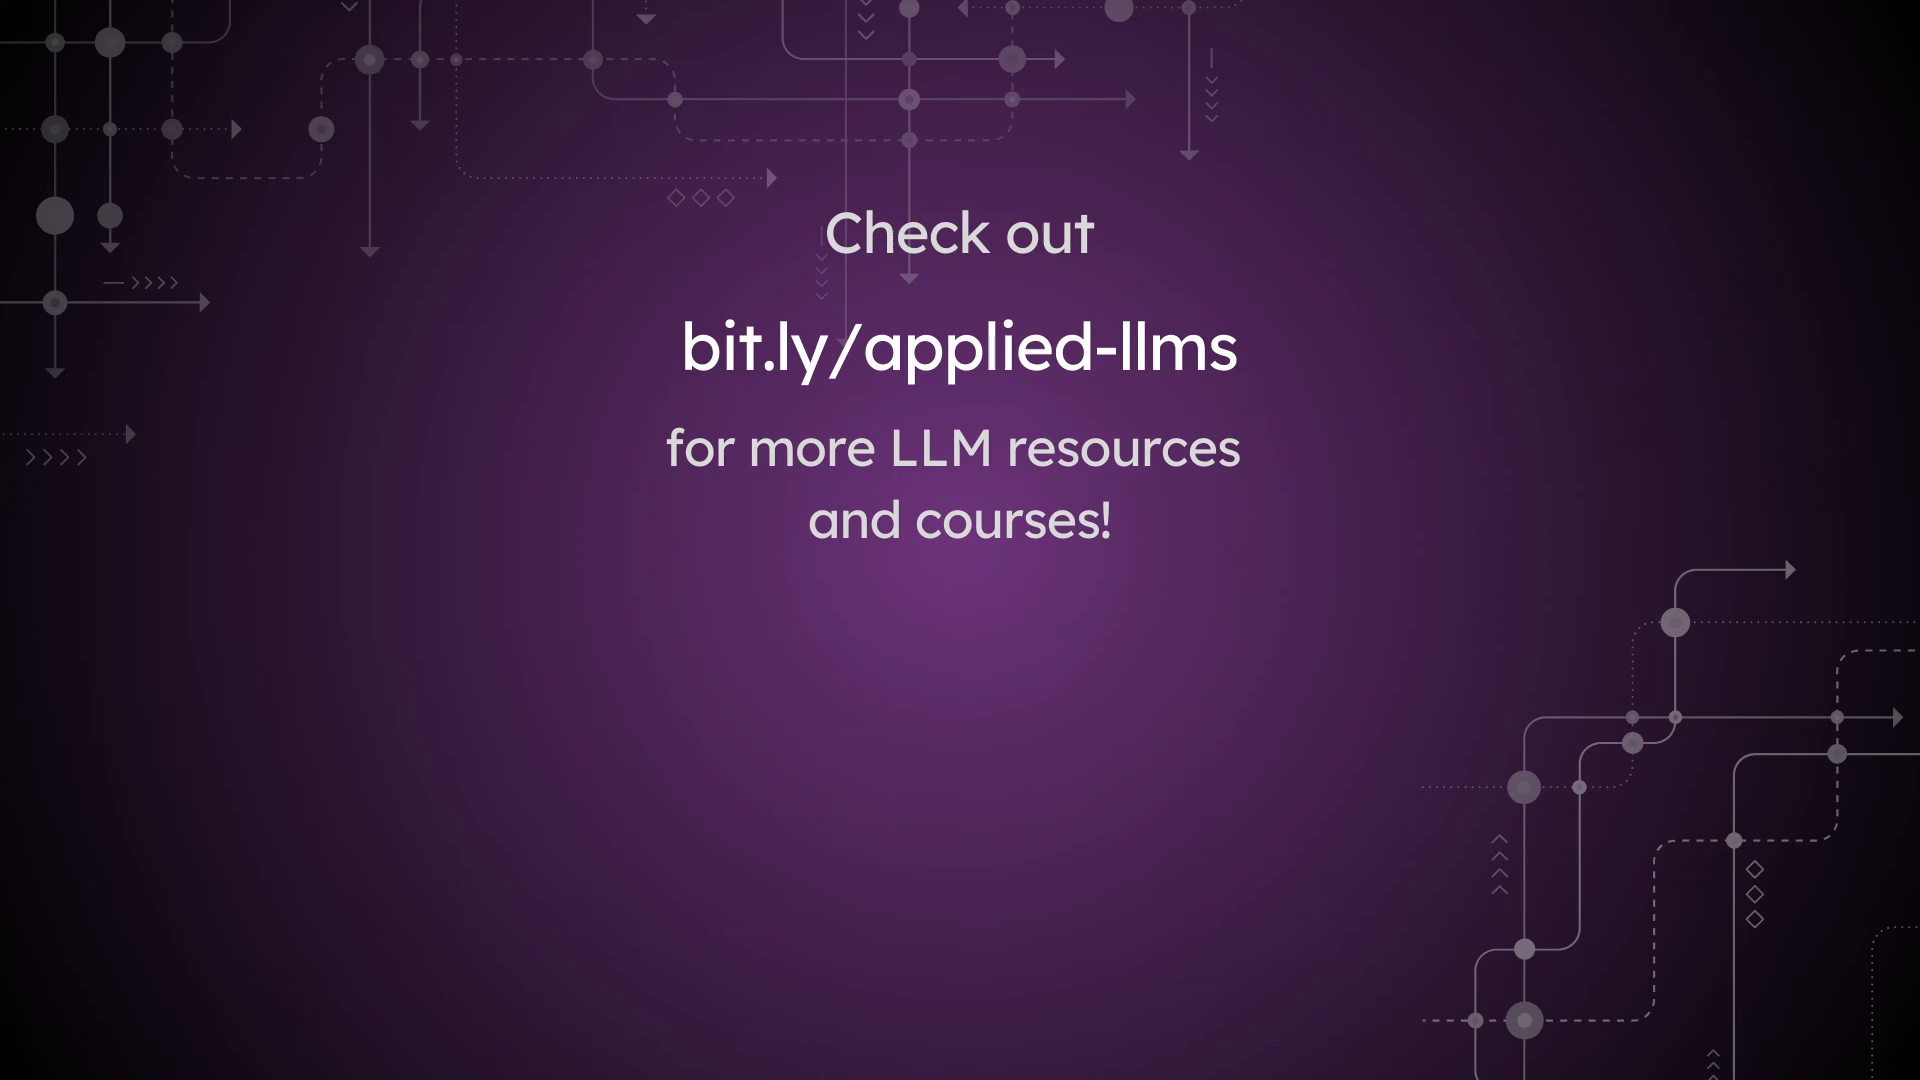 Check out
bit.ly/applied-llms
for more LLM resources
and courses!